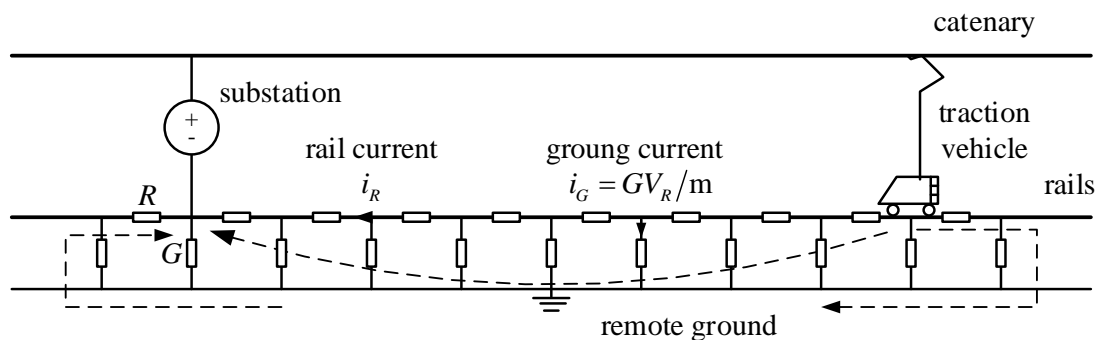 catenary
substation
+
-
traction
vehicle
rail current
groung current
i_R
i_G = GV_R/m
R
rails
G
remote ground